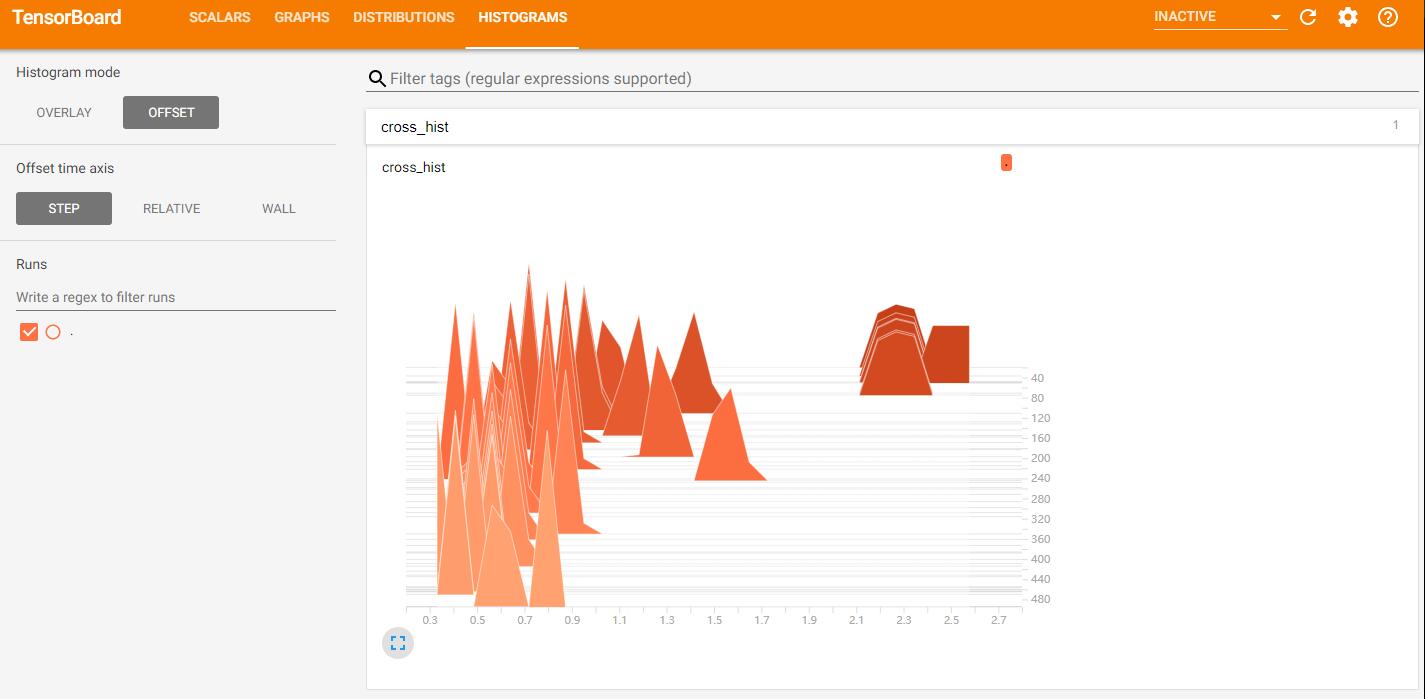 TensorBoard SCALARS GRAPHS DISTRIBUTIONS HISTOGRAMS INACTIVE
Histogram mode
OVERLAY OFFSET
Offset time axis
STEP RELATIVE WALL
Runs
Write a regex to filter runs
.
Filter tags (regular expressions supported)
cross_hist 1
cross_hist .
40
80
120
160
200
240
280
320
360
400
440
480
0.3 0.5 0.7 0.9 1.1 1.3 1.5 1.7 1.9 2.1 2.3 2.5 2.7